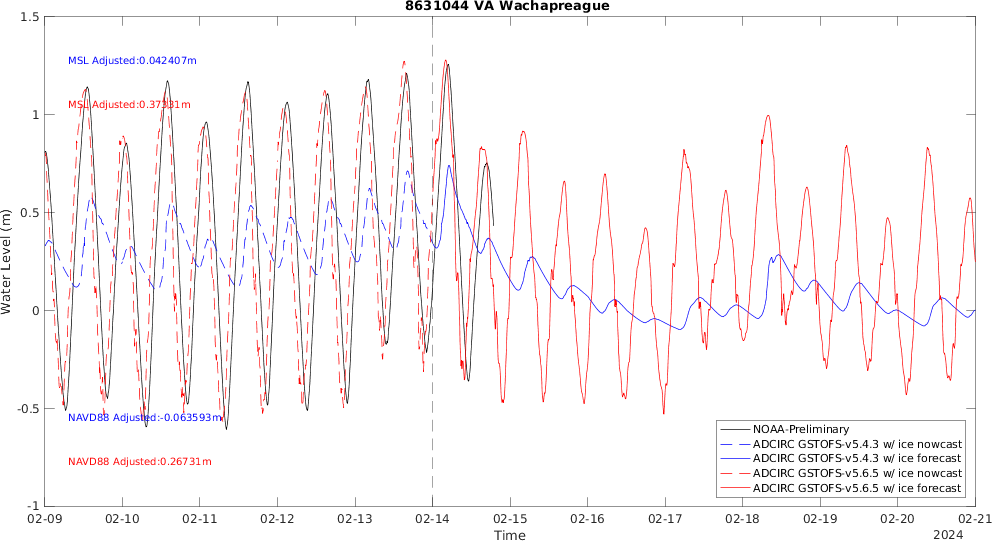 8631044 VA Wachapreague
1.5
MSL Adjusted:0.042407m
MSL Adjusted:0.37331m
1
0.5
Water Level (m)
0
-0.5
NAVD88 Adjusted:-0.063593m
NAVD88 Adjusted:0.26731m
NOAA-Preliminary
ADCIRC GSTOFS-v5.4.3 w/ ice nowcast
ADCIRC GSTOFS-v5.4.3 w/ ice forecast
ADCIRC GSTOFS-v5.6.5 w/ ice nowcast
ADCIRC GSTOFS-v5.6.5 w/ ice forecast
-1
02-09 02-10 02-11 02-12 02-13 02-14 02-15 02-16 02-17 02-18 02-19 02-20 02-21
Time
2024